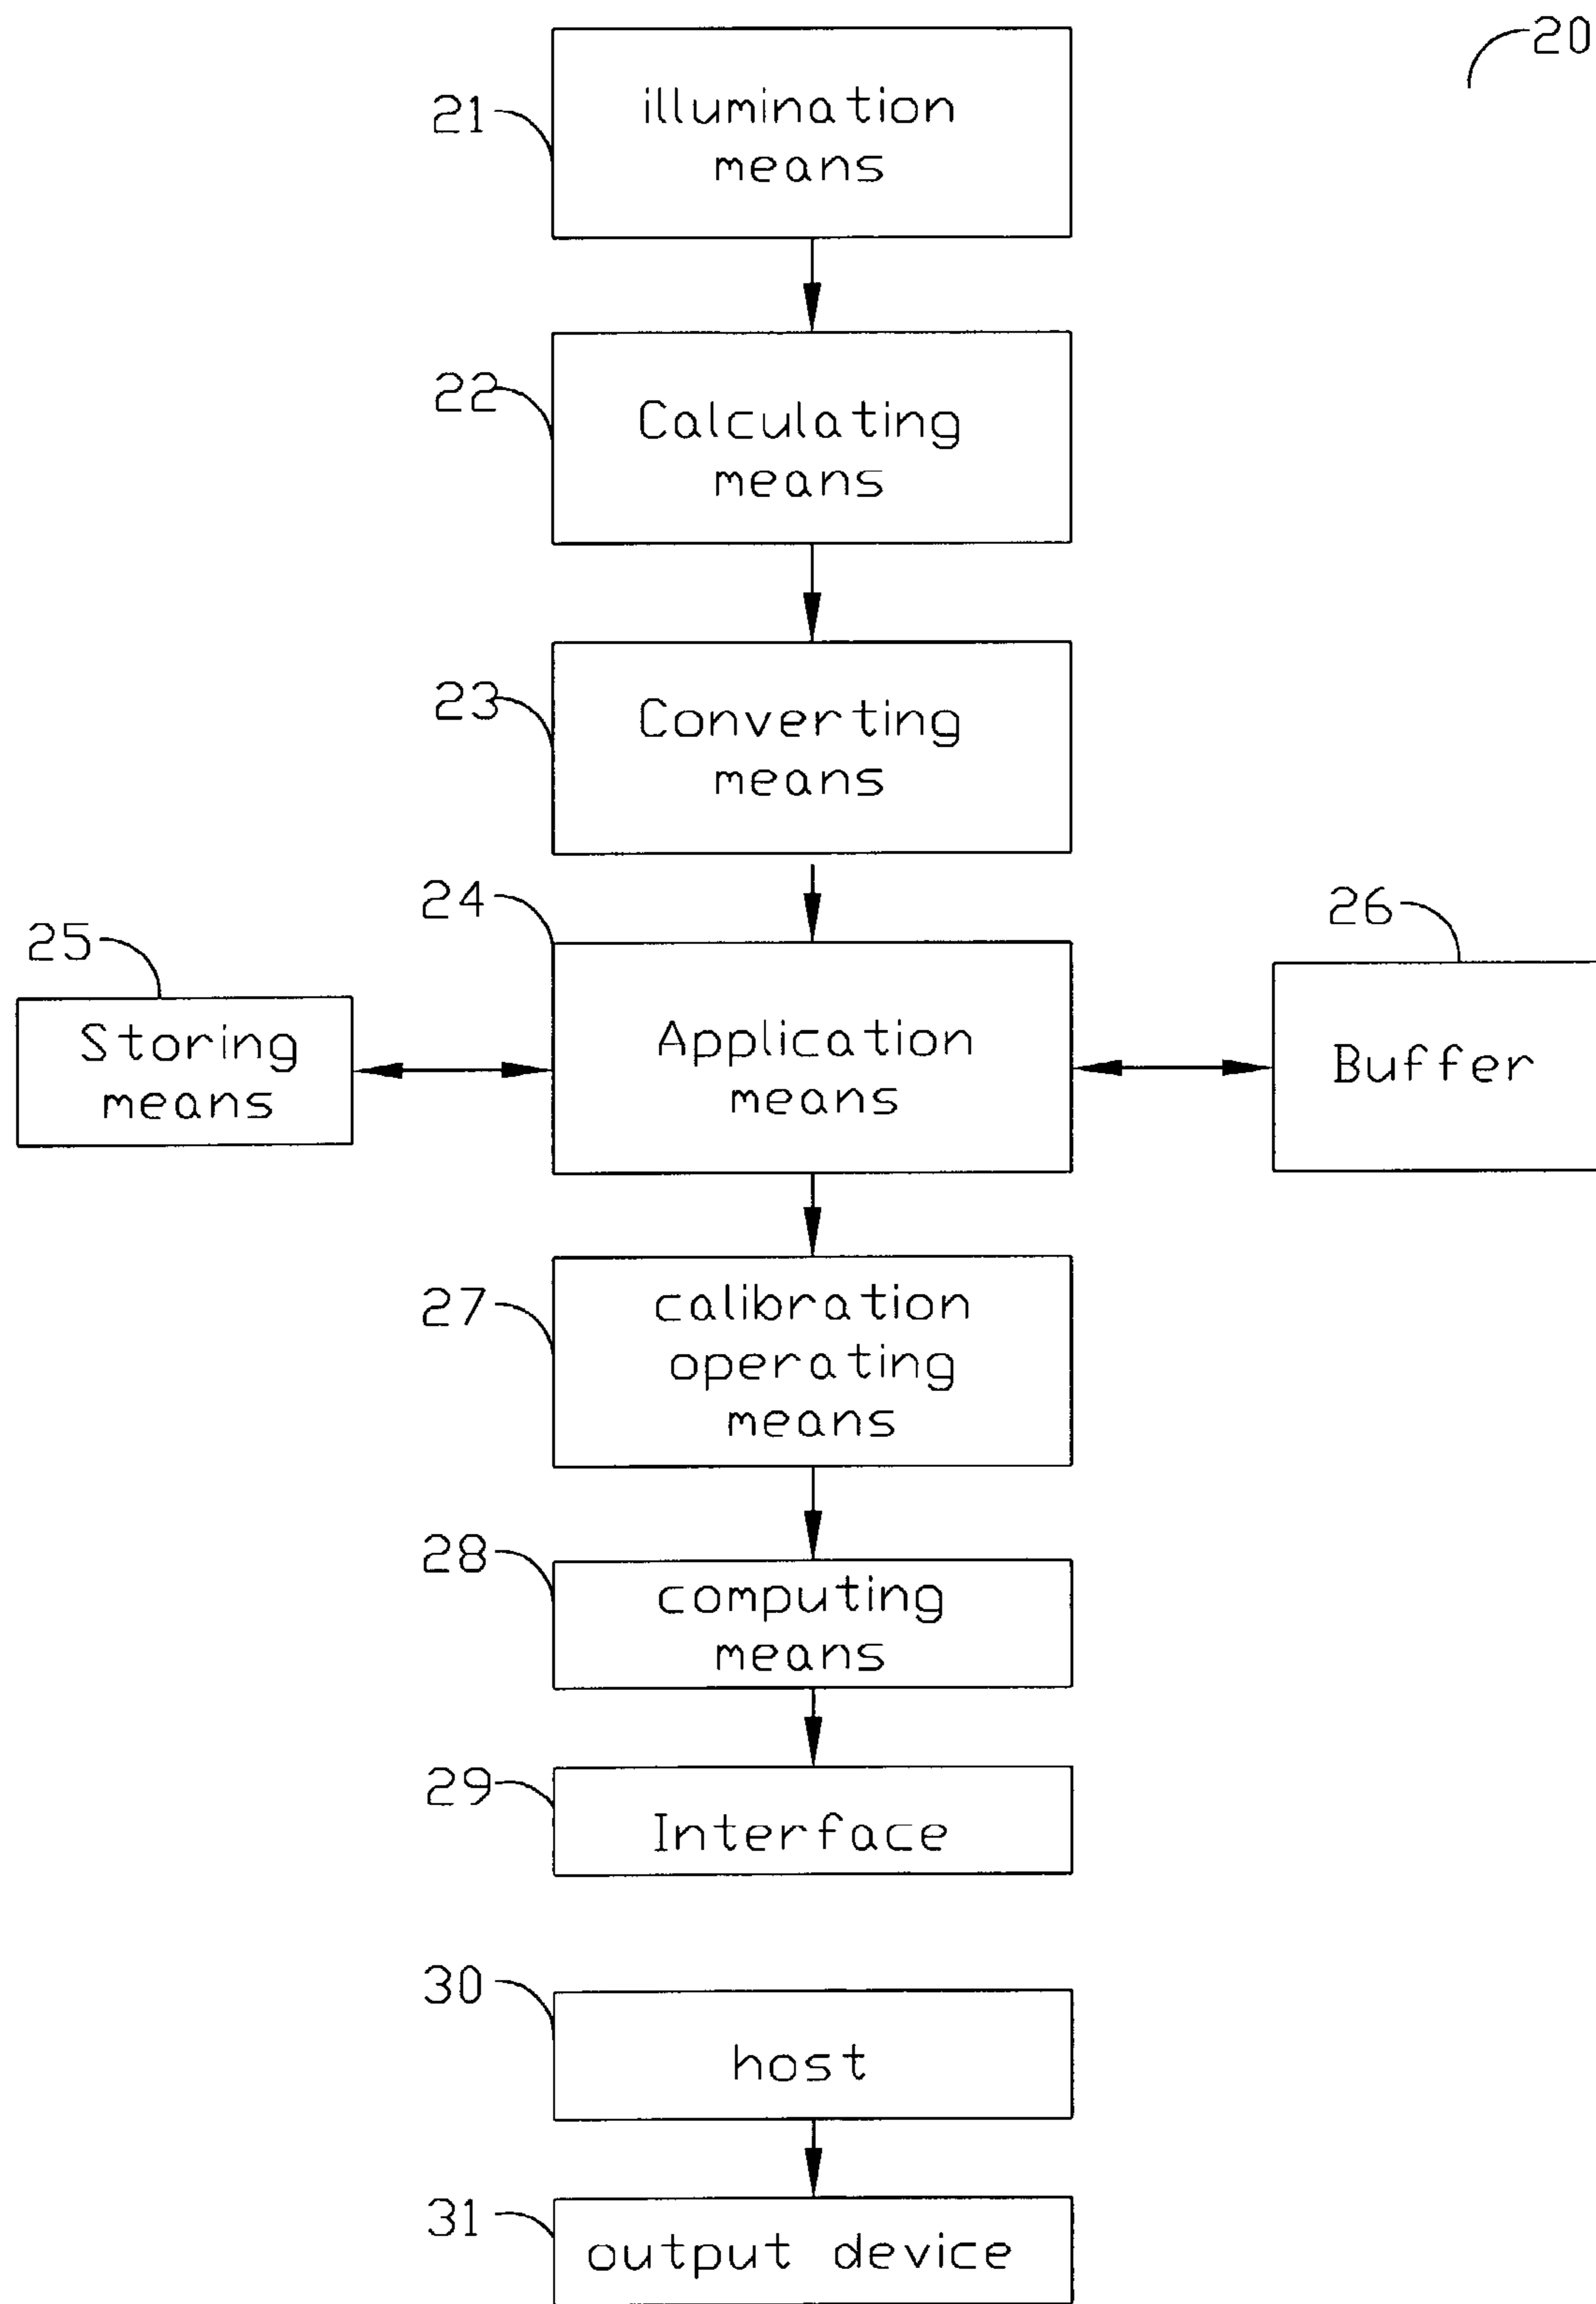 20
21
illumination
means
22
Calculating
means
23
Converting
means
24
25
26
Storing
means
Application
means
Buffer
27
calibration
operating
means
28
computing
means
29
Interface
30
host
31
output device